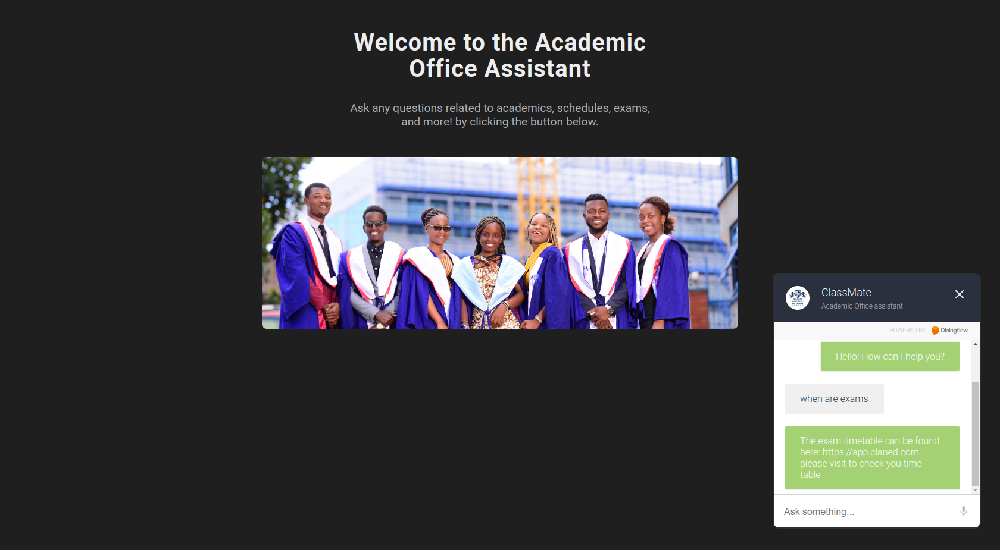 Welcome to the Academic
Office Assistant
Ask any questions related to academics, schedules, exams,
and more! by clicking the button below.
ClassMate
Academic Office assistant
POWERED BY Dialogflow
Hello! How can I help you?
when are exams
The exam timetable can be found
here: https://app.claned.com
please visit to check you time
table
Ask something...